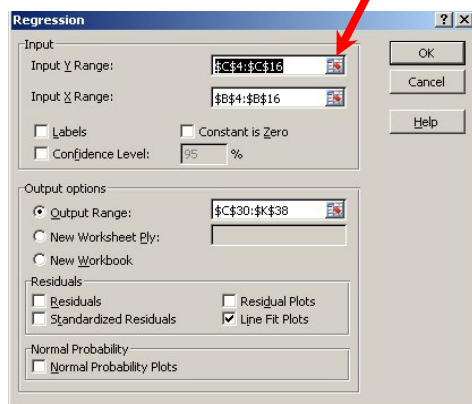 Regression
Input
Input Y Range: $C$4:$C$16
Input X Range: $B$4:$B$16
Labels Constant is Zero
Confidence Level: 95 %
OK
Cancel
Help
Output options
Output Range: $C$30:$K$38
New Worksheet Ply:
New Workbook
Residuals
Residuals Residual Plots
Standardized Residuals Line Fit Plots
Normal Probability
Normal Probability Plots